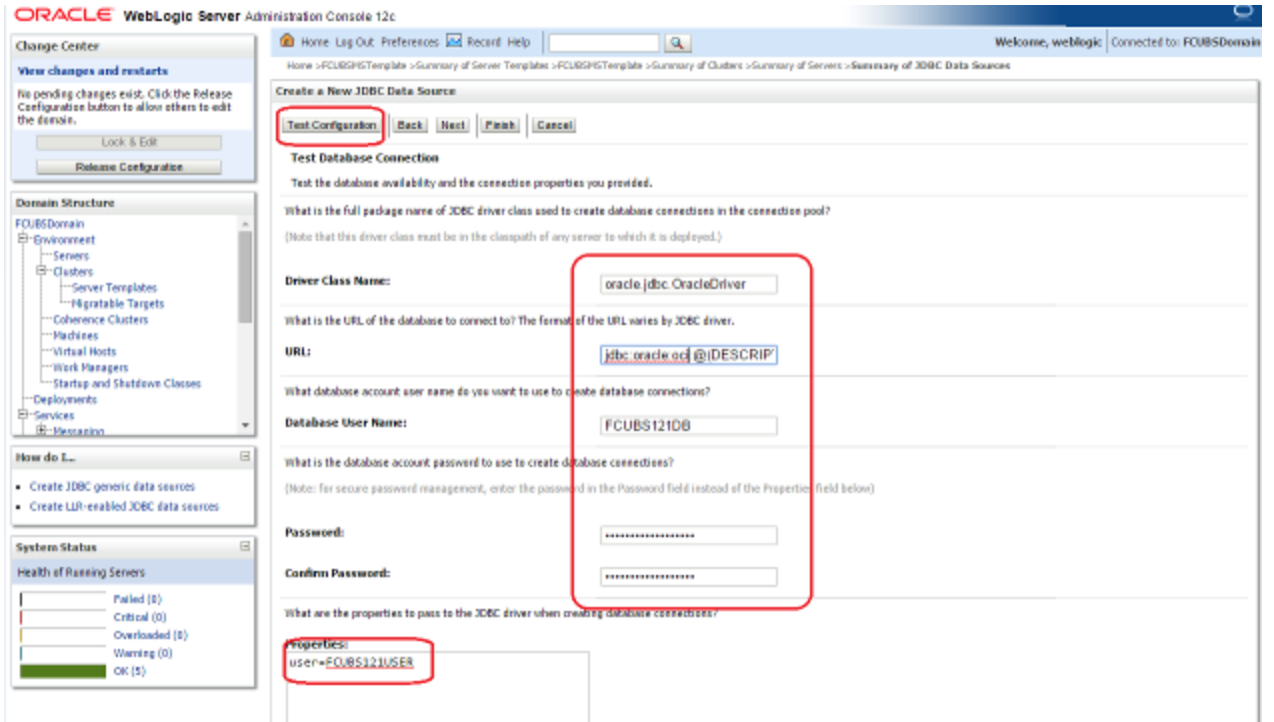 ORACLE WebLogic Server Administration Console 12c
Change Center
View changes and restarts
No pending changes exist. Click the Release
Configuration button to allow others to edit
the domain.
Lock & Edit
Release Configuration
Domain Structure
FCUBSDomain
Environment
Servers
Clusters
Server Templates
Migratable Targets
Coherence Clusters
Machines
Virtual Hosts
Work Managers
Startup and Shutdown Classes
Deployments
Services
Messaging
How do I...
Create JDBC generic data sources
Create LLR-enabled JDBC data sources
System Status
Health of Running Servers
Failed (0)
Critical (0)
Overloaded (0)
Warning (0)
OK (5)
Home Log Out Preferences Record Help
Welcome, weblogic Connected to: FCUBSDomain
Home >FCUBSMSTemplate >Summary of Server Templates >FCUBSMSTemplate >Summary of Clusters >Summary of Servers >Summary of JDBC Data Sources
Create a New JDBC Data Source
Test Configuration Back Next Finish Cancel
Test Database Connection
Test the database availability and the connection properties you provided.
What is the full package name of JDBC driver class used to create database connections in the connection pool?
(Note that this driver class must be in the classpath of any server to which it is deployed.)
Driver Class Name: oracle.jdbc.OracleDriver
What is the URL of the database to connect to? The format of the URL varies by JDBC driver.
URL: jdbc:oracle:oci:@(DESCRIPT
What database account user name do you want to use to create database connections?
Database User Name: FCUBS121DB
What is the database account password to use to create database connections?
(Note: for secure password management, enter the password in the Password field instead of the Properties field below)
Password: ••••••••••••••••••
Confirm Password: ••••••••••••••••••
What are the properties to pass to the JDBC driver when creating database connections?
Properties:
user=FCUBS121USER